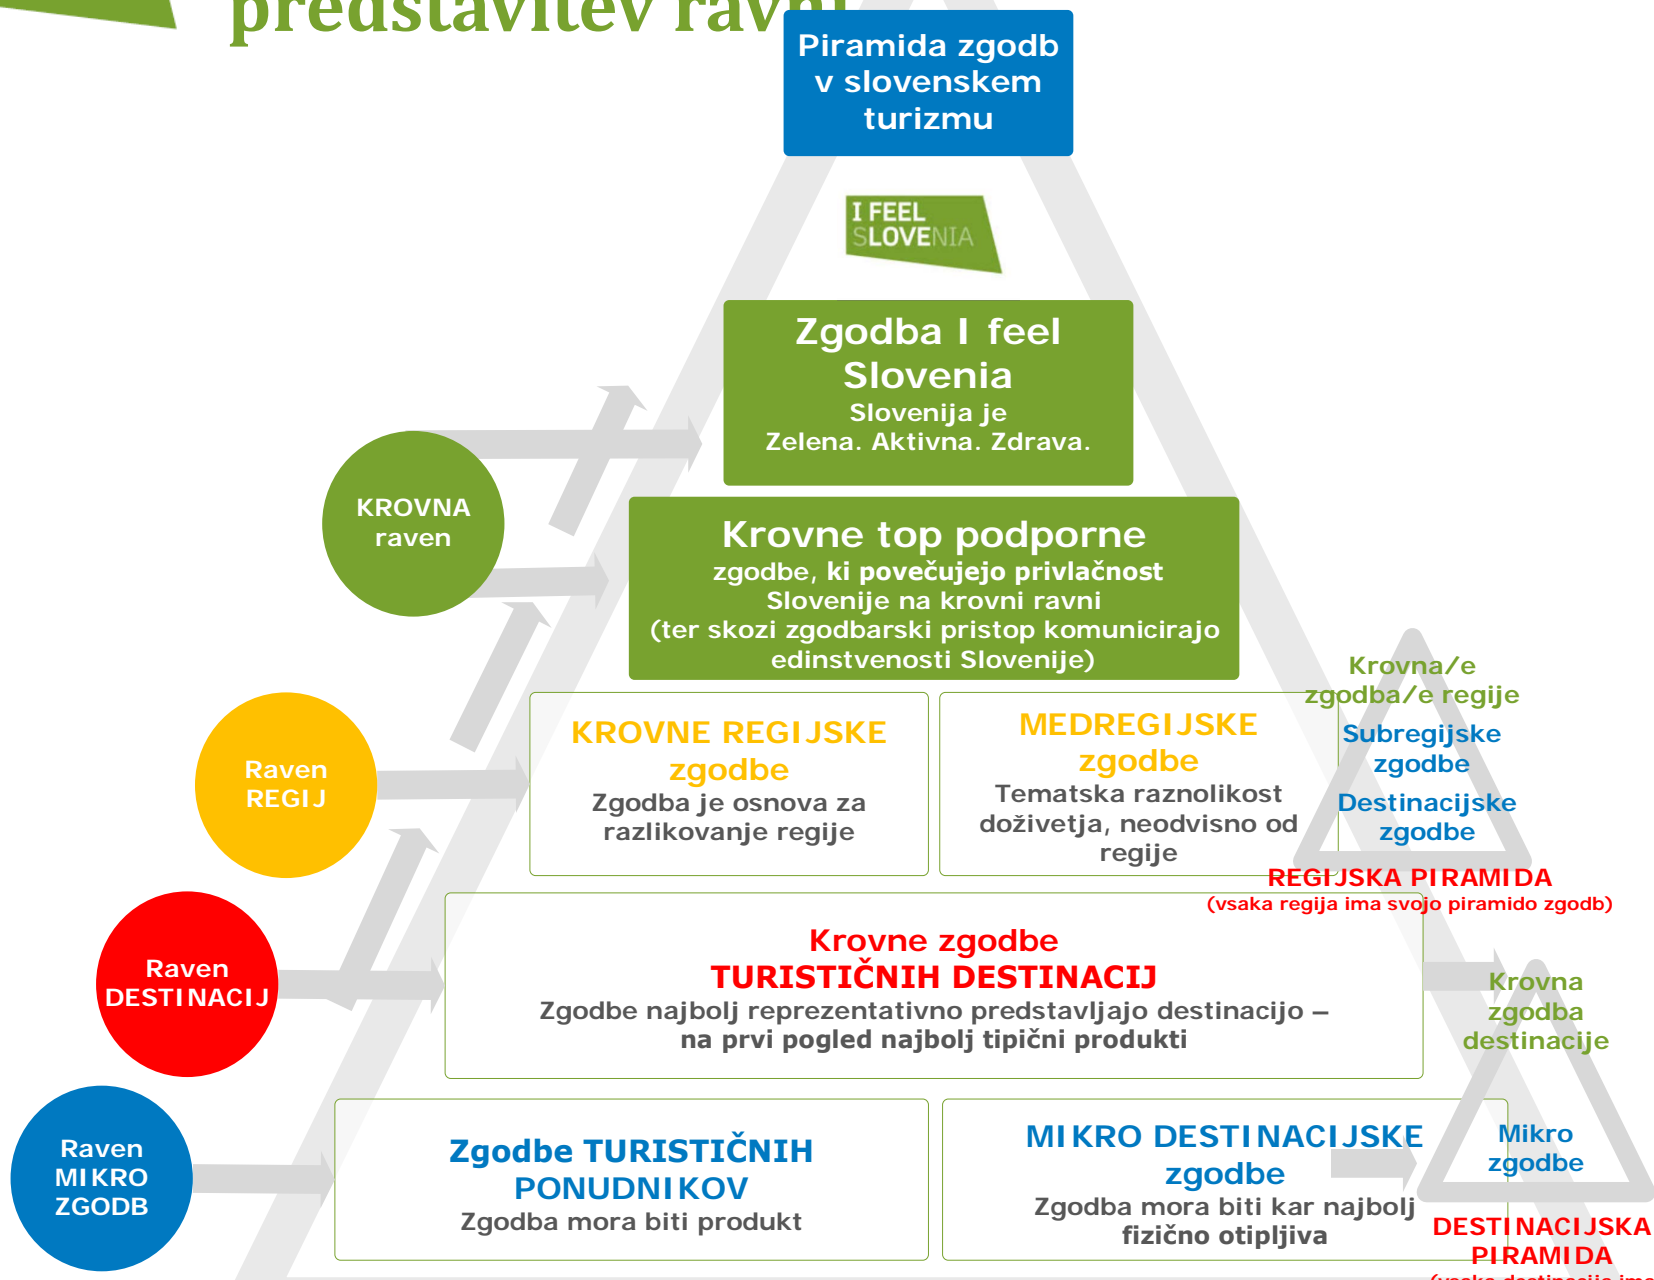 predstavitev ravni
Piramida zgodb
v slovenskem
turizmu
I FEEL
SLOVENIA
Zgodba I feel
Slovenia
Slovenija je
Zelena. Aktivna. Zdrava.
KROVNA
raven
Krovne top podporne
zgodbe, ki povečujejo privlačnost
Slovenije na krovni ravni
(ter skozi zgodbarski pristop komunicirajo
edinstvenosti Slovenije)
Raven
REGIJ
KROVNE REGIJSKE
zgodbe
Zgodba je osnova za
razlikovanje regije
MEDREGIJSKE
zgodbe
Tematska raznolikost
doživetja, neodvisno od
regije
Krovna/e
zgodba/e regije
Subregijske
zgodbe
Destinacijske
zgodbe
REGIJSKA PIRAMIDA
(vsaka regija ima svojo piramido zgodb)
Raven
DESTINACIJ
Krovne zgodbe
TURISTIČNIH DESTINACIJ
Zgodbe najbolj reprezentativno predstavljajo destinacijo –
na prvi pogled najbolj tipični produkti
Krovna
zgodba
destinacije
Raven
MIKRO
ZGODB
Zgodbe TURISTIČNIH
PONUDNIKOV
Zgodba mora biti produkt
MIKRO DESTINACIJSKE
zgodbe
Zgodba mora biti kar najbolj
fizično otipljiva
Mikro
zgodbe
DESTINACIJSKA
PIRAMIDA
(vsaka destinacija ima